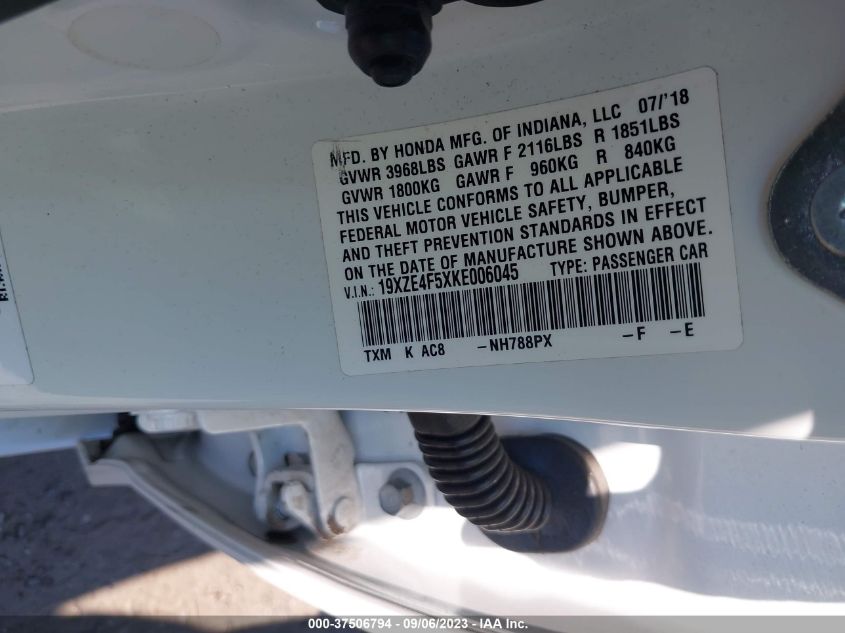 MFD. BY HONDA MFG. OF INDIANA, LLC 07/'18
GVWR 3968LBS GAWR F 2116LBS R 1851LBS
GVWR 1800KG GAWR F 960KG R 840KG
THIS VEHICLE CONFORMS TO ALL APPLICABLE
FEDERAL MOTOR VEHICLE SAFETY, BUMPER,
AND THEFT PREVENTION STANDARDS IN EFFECT
ON THE DATE OF MANUFACTURE SHOWN ABOVE.
V.I.N.: 19XZE4F5XKE006045 TYPE: PASSENGER CAR
TXM K AC8 -NH788PX -F -E
000-37506794 - 09/06/2023 - IAA Inc.